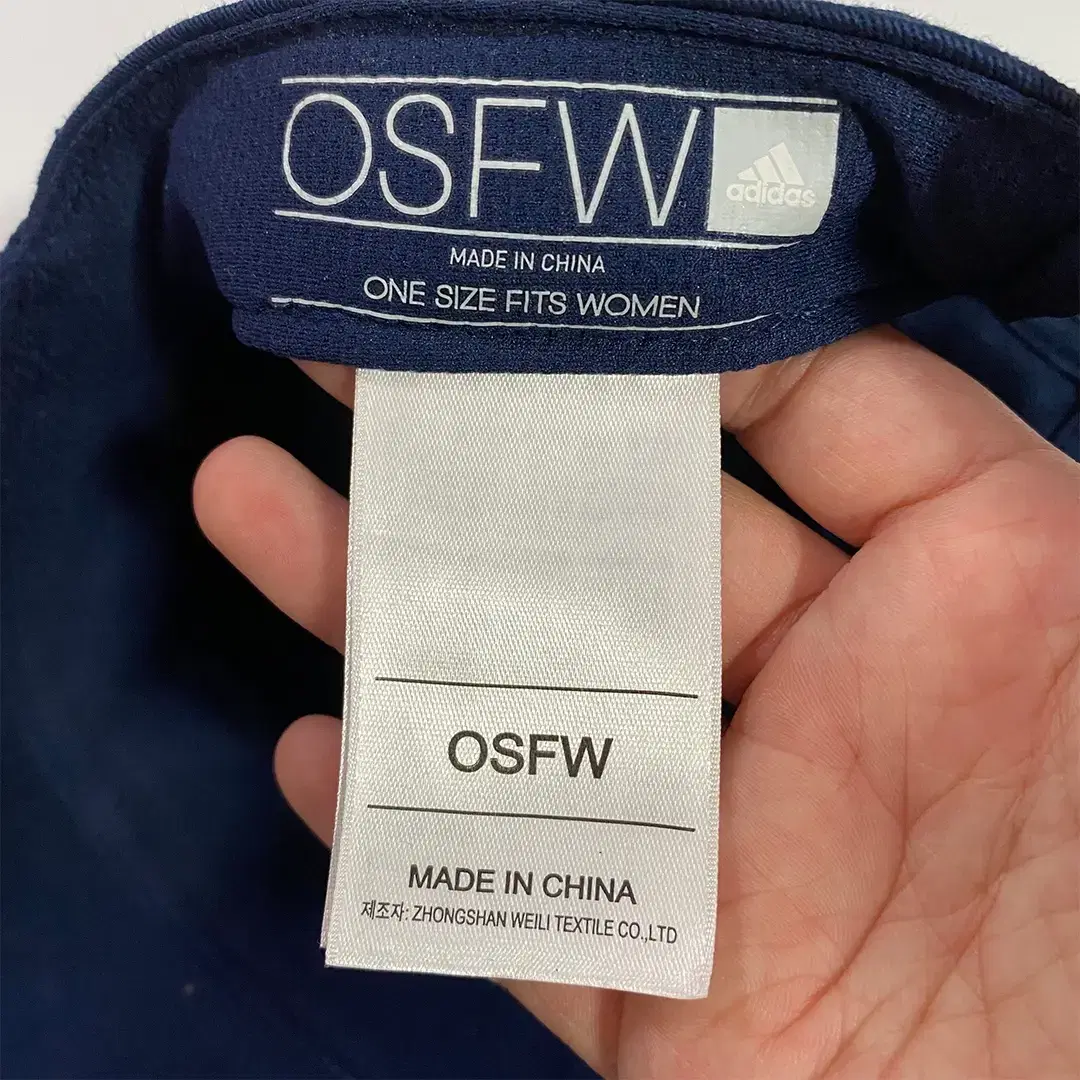 OSFW
adidas
MADE IN CHINA
ONE SIZE FITS WOMEN
OSFW
MADE IN CHINA
제조자: ZHONGSHAN WEILI TEXTILE CO.,LTD